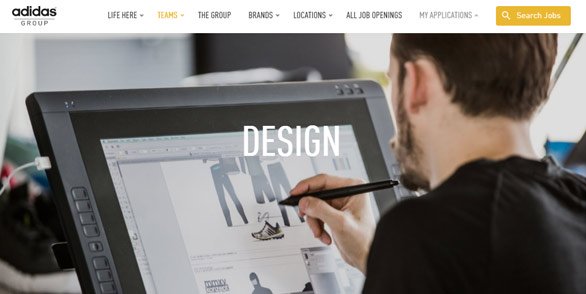 adidas
GROUP
LIFE HERE TEAMS THE GROUP BRANDS LOCATIONS ALL JOB OPENINGS MY APPLICATIONS Search Jobs
DESIGN